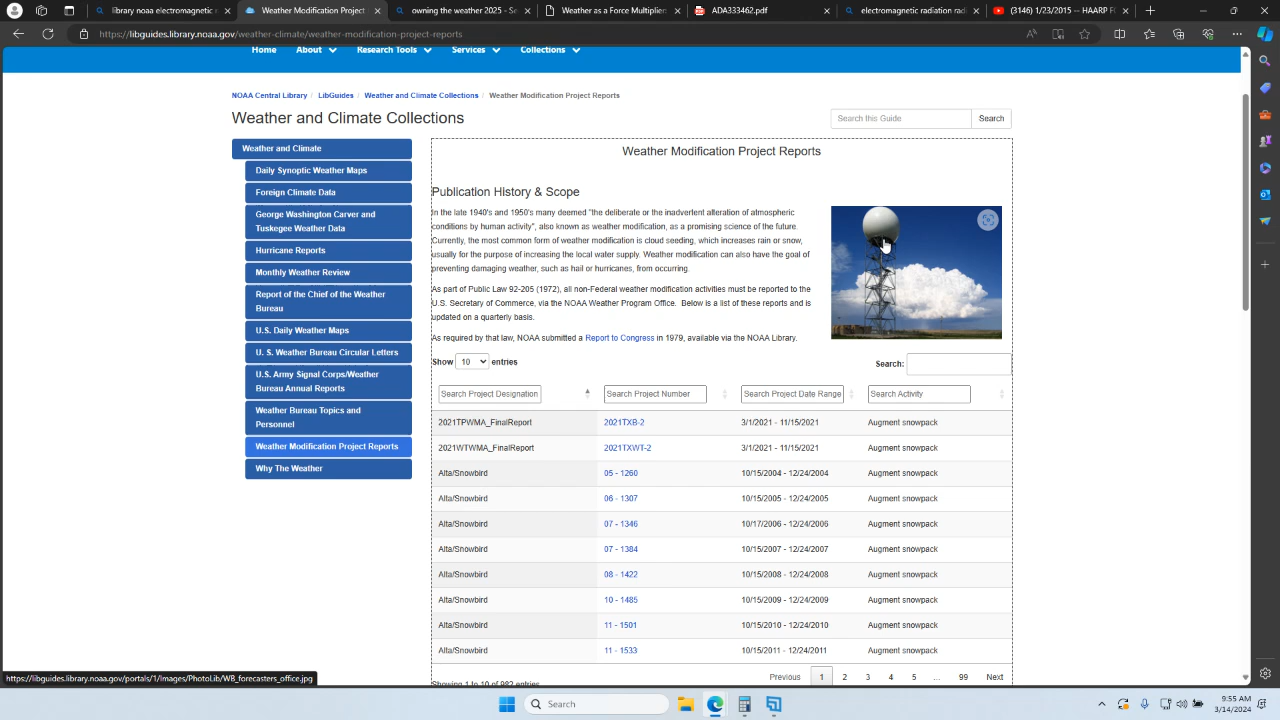 library noaa electromagnetic
Weather Modification Project
owning the weather 2025 - Se
Weather as a Force Multiplier
ADA333462.pdf
electromagnetic radiation radi
(3146) 1/23/2015 -- HAARP FO
https://libguides.library.noaa.gov/weather-climate/weather-modification-project-reports
Home
About
Research Tools
Services
Collections
NOAA Central Library / LibGuides / Weather and Climate Collections / Weather Modification Project Reports
Weather and Climate Collections
Search this Guide
Search
Weather and Climate
Daily Synoptic Weather Maps
Foreign Climate Data
George Washington Carver and
Tuskegee Weather Data
Hurricane Reports
Monthly Weather Review
Report of the Chief of the Weather
Bureau
U.S. Daily Weather Maps
U. S. Weather Bureau Circular Letters
U.S. Army Signal Corps/Weather
Bureau Annual Reports
Weather Bureau Topics and
Personnel
Weather Modification Project Reports
Why The Weather
Weather Modification Project Reports
Publication History & Scope
In the late 1940's and 1950's many deemed "the deliberate or the inadvertent alteration of atmospheric
conditions by human activity", also known as weather modification, as a promising science of the future.
Currently, the most common form of weather modification is cloud seeding, which increases rain or snow,
usually for the purpose of increasing the local water supply. Weather modification can also have the goal of
preventing damaging weather, such as hail or hurricanes, from occurring.
As part of Public Law 92-205 (1972), all non-Federal weather modification activities must be reported to the
U.S. Secretary of Commerce, via the NOAA Weather Program Office. Below is a list of these reports and is
updated on a quarterly basis.
As required by that law, NOAA submitted a Report to Congress in 1979, available via the NOAA Library.
Show 10 entries
Search:
Search Project Designation
Search Project Number
Search Project Date Range
Search Activity
2021TPWMA_FinalReport 2021TXB-2 3/1/2021 - 11/15/2021 Augment snowpack
2021WTWMA_FinalReport 2021TXWT-2 3/1/2021 - 11/15/2021 Augment snowpack
Alta/Snowbird 05 - 1260 10/15/2004 - 12/24/2004 Augment snowpack
Alta/Snowbird 06 - 1307 10/15/2005 - 12/24/2005 Augment snowpack
Alta/Snowbird 07 - 1346 10/17/2006 - 12/24/2006 Augment snowpack
Alta/Snowbird 07 - 1384 10/15/2007 - 12/24/2007 Augment snowpack
Alta/Snowbird 08 - 1422 10/15/2008 - 12/24/2008 Augment snowpack
Alta/Snowbird 10 - 1485 10/15/2009 - 12/24/2009 Augment snowpack
Alta/Snowbird 11 - 1501 10/15/2010 - 12/24/2010 Augment snowpack
Alta/Snowbird 11 - 1533 10/15/2011 - 12/24/2011 Augment snowpack
Previous 1 2 3 4 5 … 99 Next
Showing 1 to 10 of 982 entries
https://libguides.library.noaa.gov/portals/1/Images/PhotoLib/WB_forecasters_office.jpg
Search
9:55 AM
3/14/2024